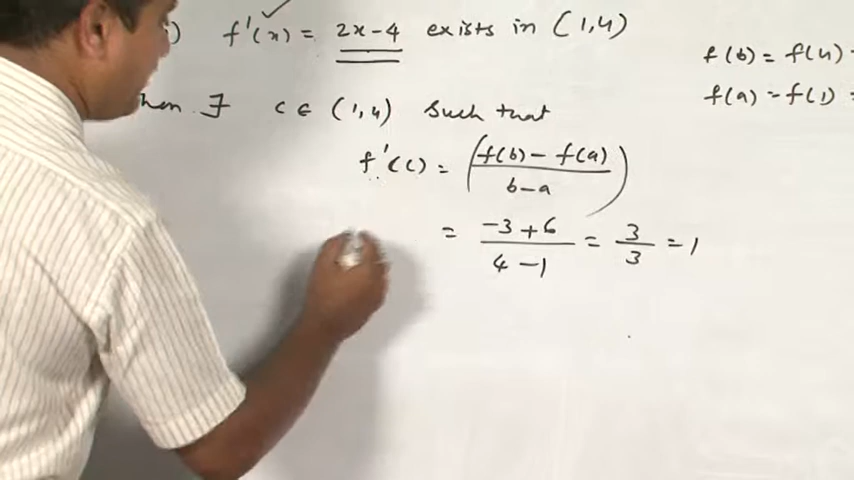 ) f'(x) = 2x-4 exists in (1,4)
f(b) = f(4) -
f(a) = f(1) =
then ∃ c ∈ (1,4) such that
f'(c) = (f(b) - f(a) / b-a)
= -3+6 / 4-1 = 3/3 = 1